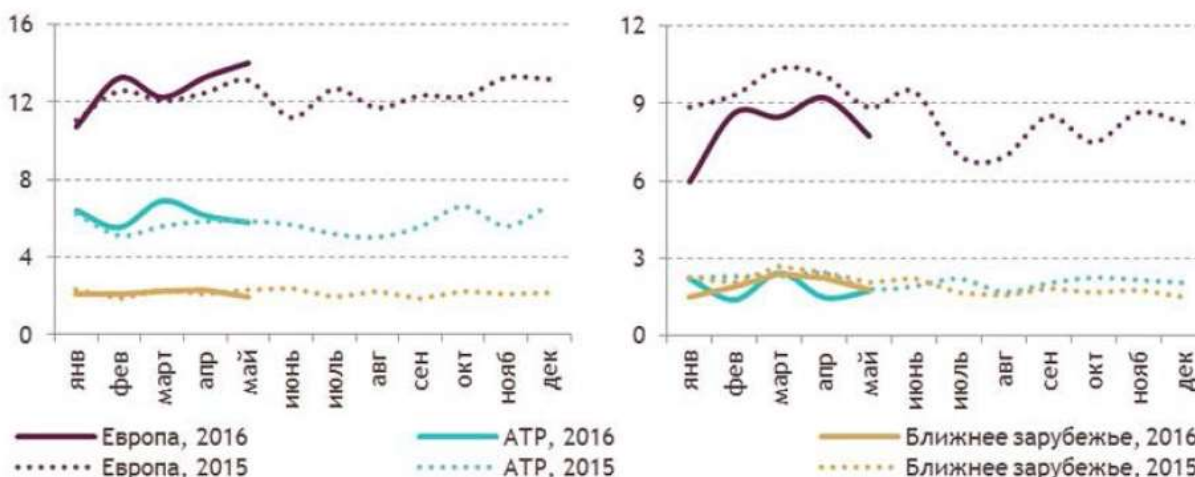 16
12
8
4
0
янв
фев
март
апр
май
июнь
июль
авг
сен
окт
нояб
дек
12
9
6
3
0
янв
фев
март
апр
май
июнь
июль
авг
сен
окт
нояб
дек
Европа, 2016
АТР, 2016
Ближнее зарубежье, 2016
Европа, 2015
АТР, 2015
Ближнее зарубежье, 2015